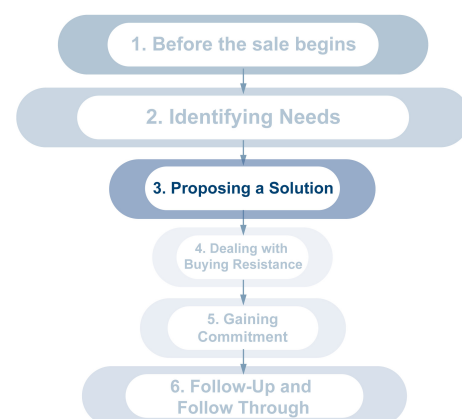 1. Before the sale begins
2. Identifying Needs
3. Proposing a Solution
4. Dealing with
Buying Resistance
5. Gaining
Commitment
6. Follow-Up and
Follow Through